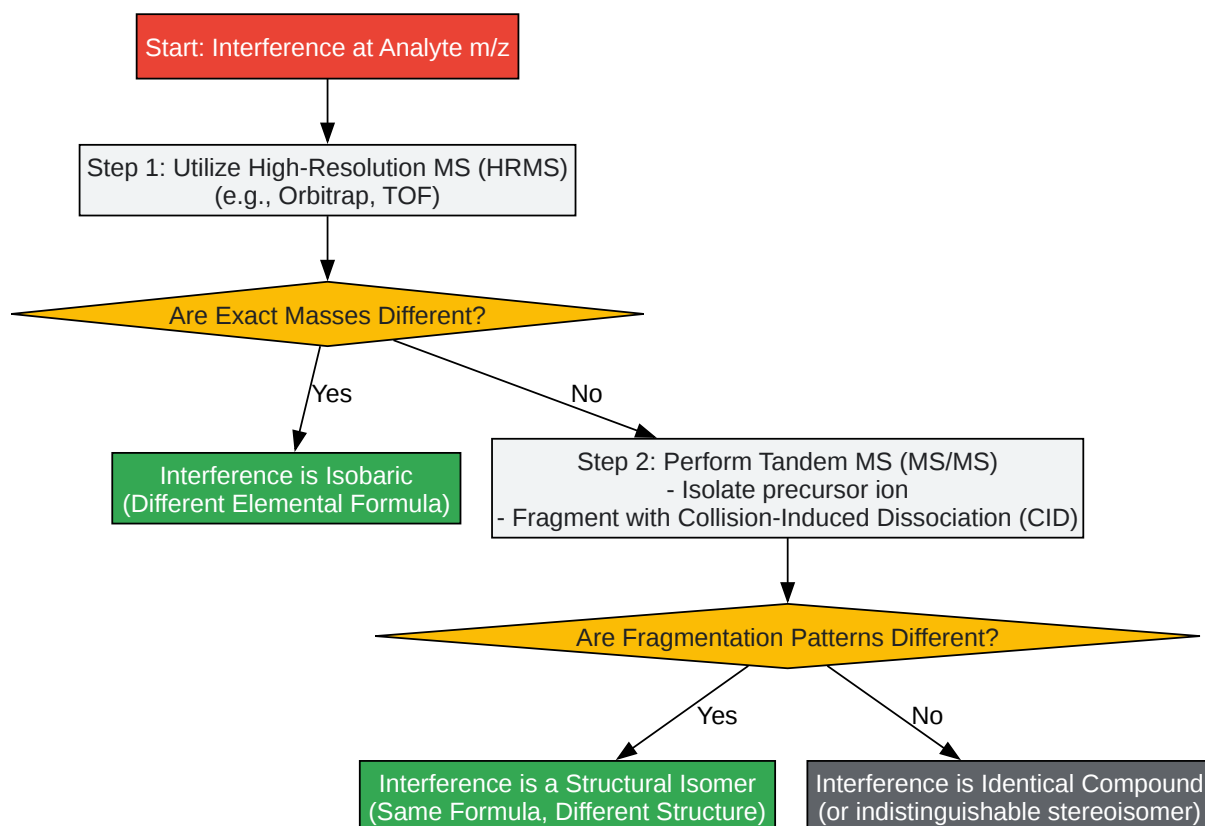 Start: Interference at Analyte m/z
Step 1: Utilize High-Resolution MS (HRMS)
(e.g., Orbitrap, TOF)
Are Exact Masses Different?
Yes
No
Interference is Isobaric
(Different Elemental Formula)
Step 2: Perform Tandem MS (MS/MS)
- Isolate precursor ion
- Fragment with Collision-Induced Dissociation (CID)
Are Fragmentation Patterns Different?
Yes
No
Interference is a Structural Isomer
(Same Formula, Different Structure)
Interference is Identical Compound
(or indistinguishable stereoisomer)